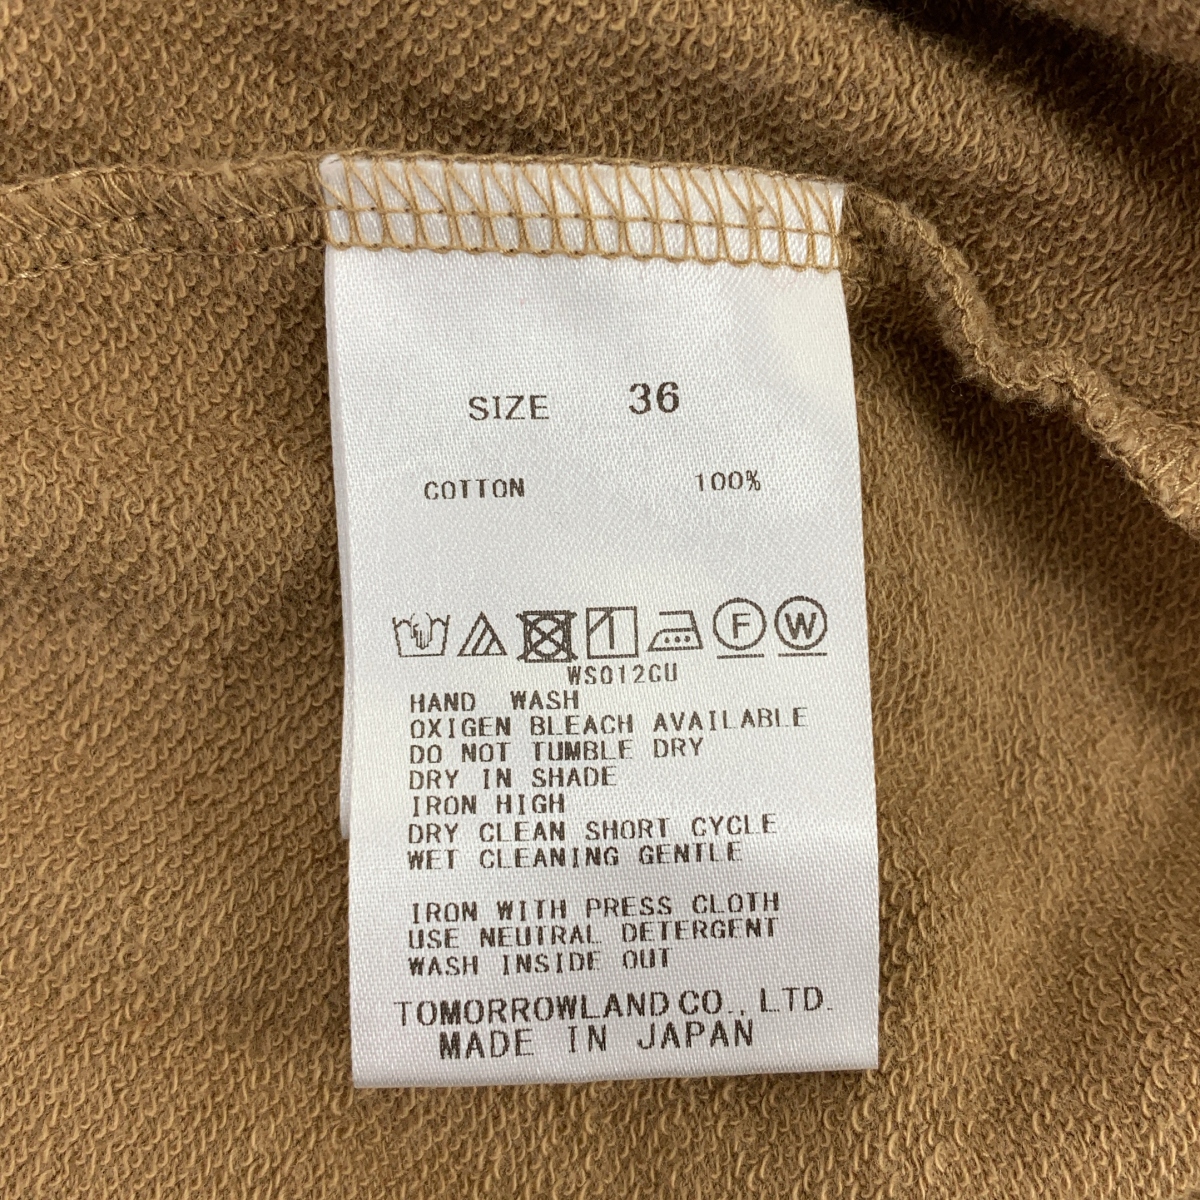 SIZE 36
COTTON 100%
F W
WS012CU
HAND WASH
OXIGEN BLEACH AVAILABLE
DO NOT TUMBLE DRY
DRY IN SHADE
IRON HIGH
DRY CLEAN SHORT CYCLE
WET CLEANING GENTLE
IRON WITH PRESS CLOTH
USE NEUTRAL DETERGENT
WASH INSIDE OUT
TOMORROWLAND CO., LTD.
MADE IN JAPAN